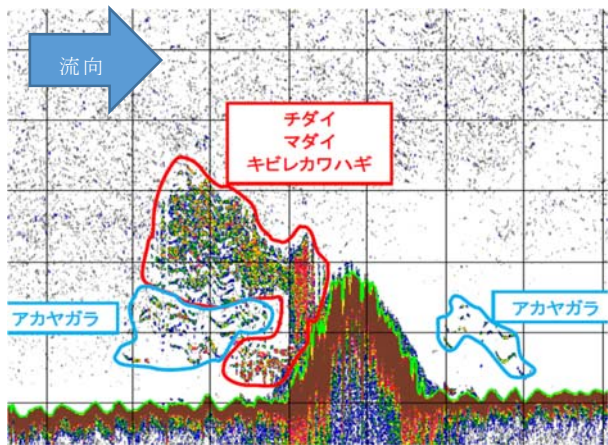 流向
チダイ
マダイ
キビレカワハギ
アカヤガラ
アカヤガラ